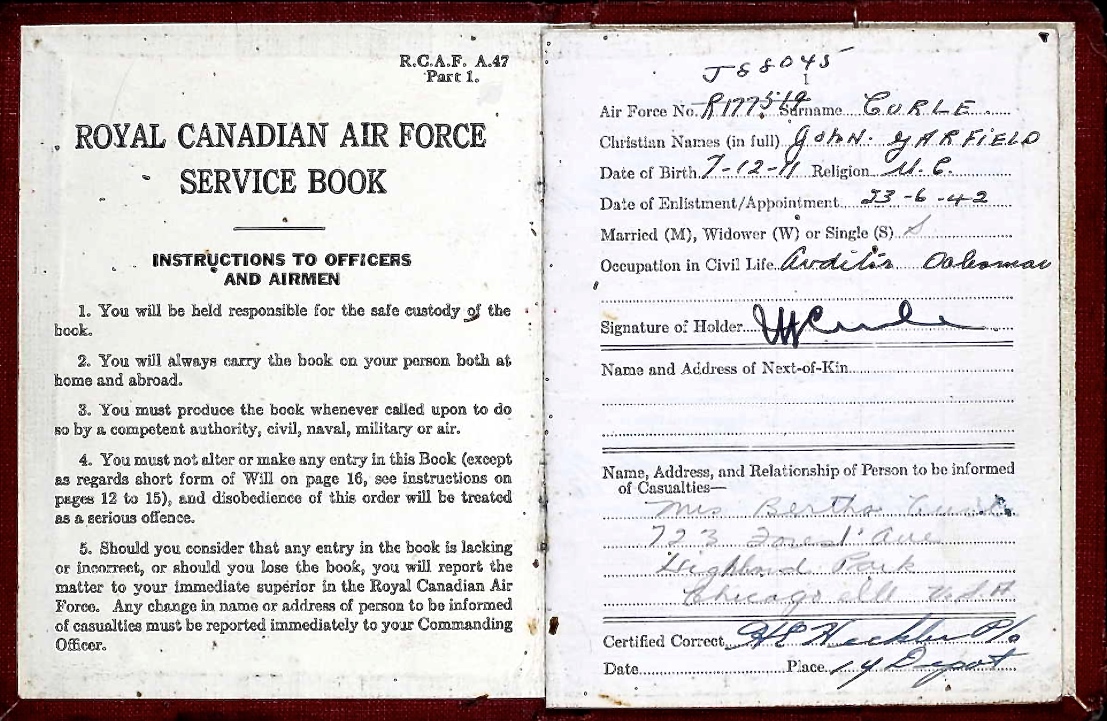 R.C.A.F. A.47
Part 1.
ROYAL CANADIAN AIR FORCE
SERVICE BOOK
INSTRUCTIONS TO OFFICERS
AND AIRMEN
1. You will be held responsible for the safe custody of the
book.
2. You will always carry the book on your person both at
home and abroad.
3. You must produce the book whenever called upon to do
so by a competent authority, civil, naval, military or air.
4. You must not alter or make any entry in this Book (except
as regards short form of Will on page 16, see instructions on
pages 12 to 15), and disobedience of this order will be treated
as a serious offence.
5. Should you consider that any entry in the book is lacking
or incorrect, or should you lose the book, you will report the
matter to your immediate superior in the Royal Canadian Air
Force. Any change in name or address of person to be informed
of casualties must be reported immediately to your Commanding
Officer.
J88045
1
Air Force No. R177519 Surname CURLE
Christian Names (in full) JOHN GARFIELD
Date of Birth 7-12-11 Religion U.C.
Date of Enlistment/Appointment 23-6-42
Married (M), Widower (W) or Single (S) S
Occupation in Civil Life Auditor
Signature of Holder
Name and Address of Next-of-Kin
Name, Address, and Relationship of Person to be informed
of Casualties—
Mrs Bertha
723 Forest Ave
Highland Park
Chicago Ill U.S.A
Certified Correct P/O
Date Place 14 Depot